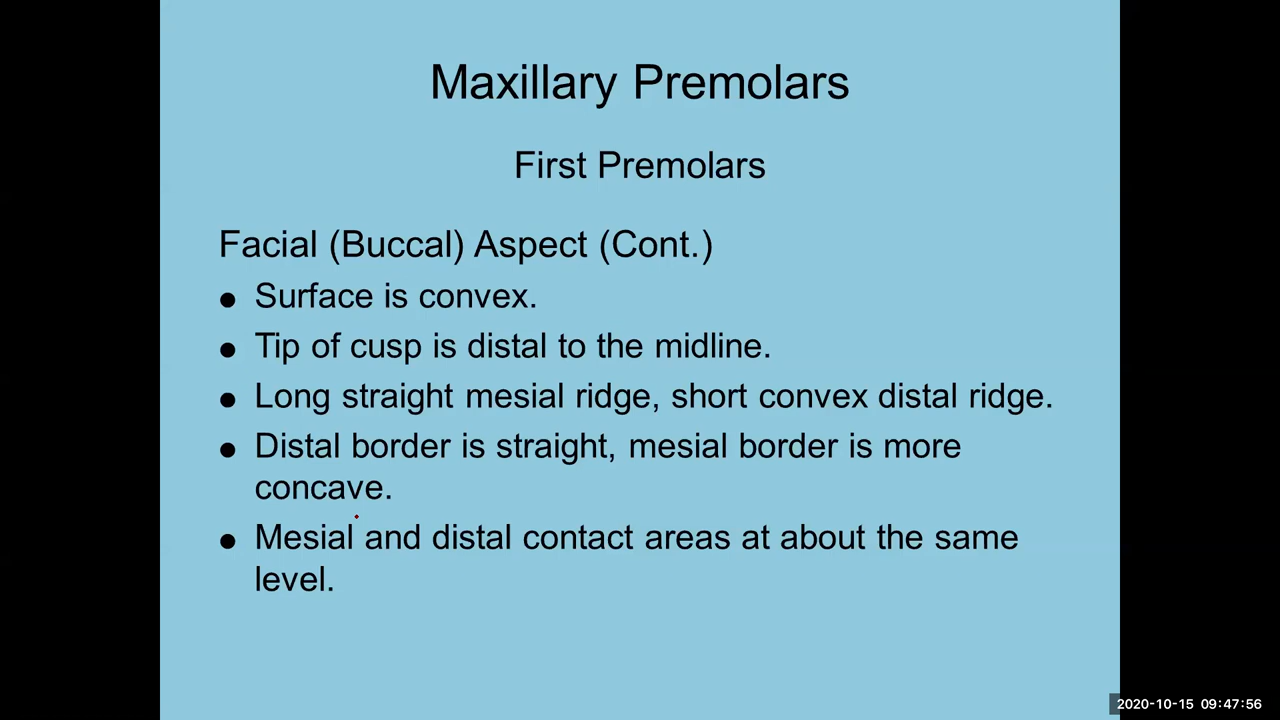 Maxillary Premolars
First Premolars
Facial (Buccal) Aspect (Cont.)
● Surface is convex.
● Tip of cusp is distal to the midline.
● Long straight mesial ridge, short convex distal ridge.
● Distal border is straight, mesial border is more
concave.
● Mesial and distal contact areas at about the same
level.
2020-10-15 09:47:56